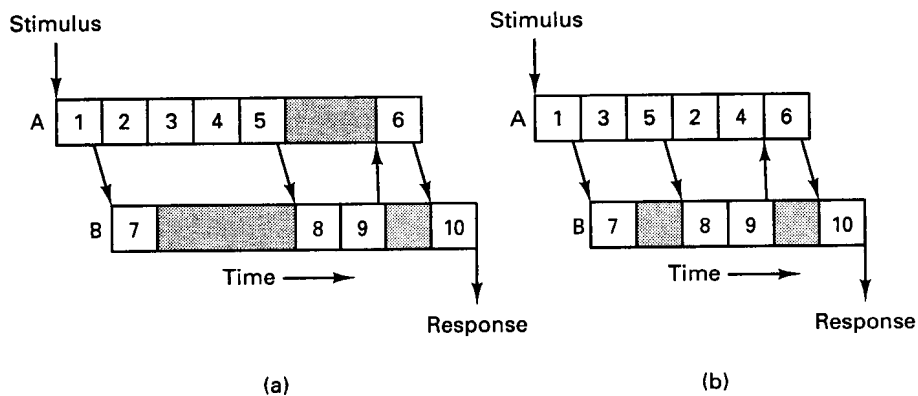 Stimulus
A 1 2 3 4 5 6
B 7 8 9 10
Time
Response
(a)
Stimulus
A 1 3 5 2 4 6
B 7 8 9 10
Time
Response
(b)